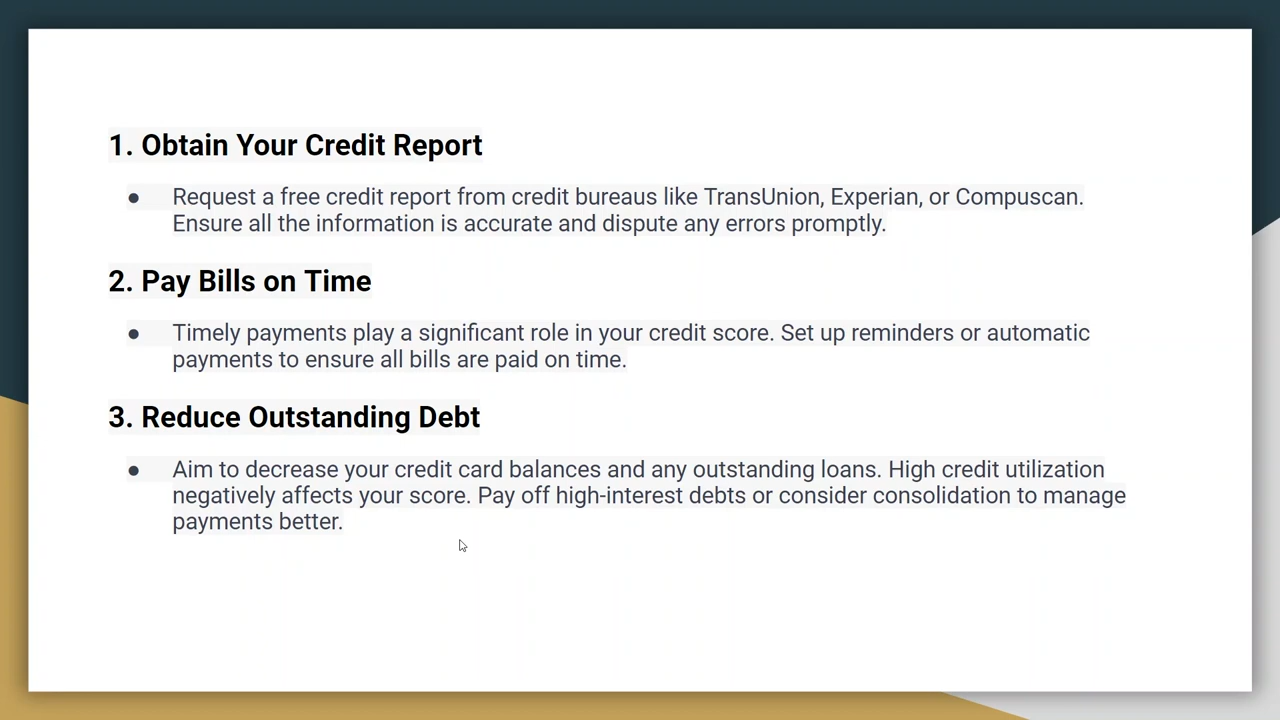 1. Obtain Your Credit Report
● Request a free credit report from credit bureaus like TransUnion, Experian, or Compuscan.
Ensure all the information is accurate and dispute any errors promptly.
2. Pay Bills on Time
● Timely payments play a significant role in your credit score. Set up reminders or automatic
payments to ensure all bills are paid on time.
3. Reduce Outstanding Debt
● Aim to decrease your credit card balances and any outstanding loans. High credit utilization
negatively affects your score. Pay off high-interest debts or consider consolidation to manage
payments better.